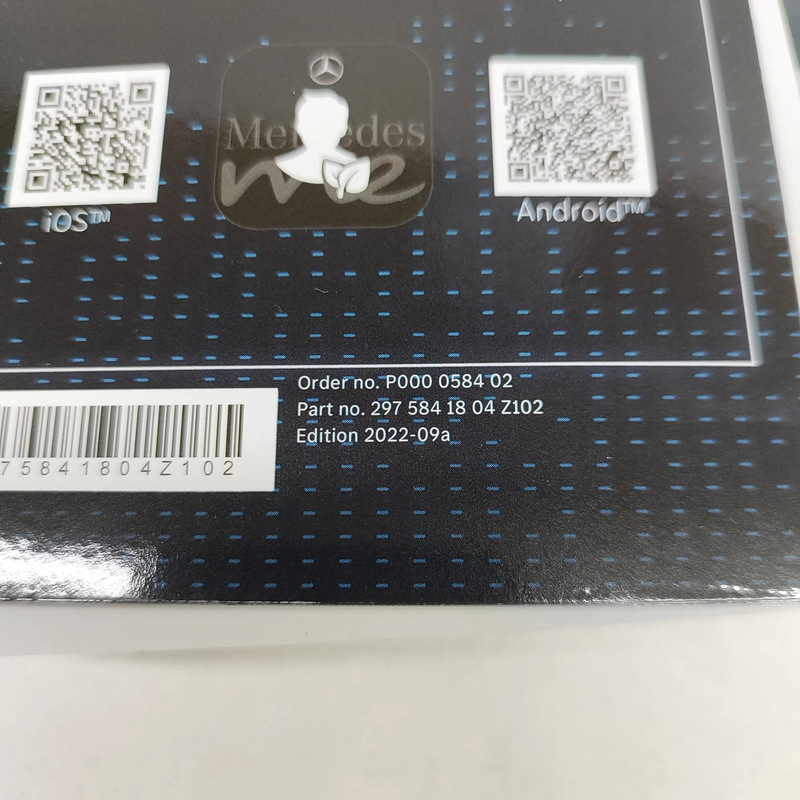 Mercedes
me
iOS™
Android™
Order no. P000 0584 02
Part no. 297 584 18 04 Z102
Edition 2022-09a
75841804Z102